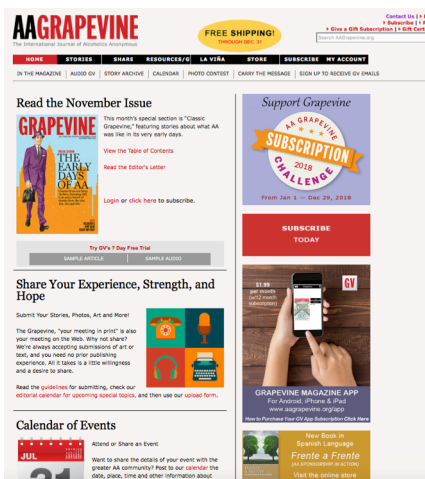 AAGRAPEVINE
The International Journal of Alcoholics Anonymous
FREE SHIPPING!
THROUGH DEC. 31
Contact Us |
Subscribe |
Give a Gift Subscription | Gift Cert
Search AAGrapevine.org
HOME STORIES SHARE RESOURCES/G LA VIÑA STORE SUBSCRIBE MY ACCOUNT
IN THE MAGAZINE AUDIO GV STORY ARCHIVE CALENDAR PHOTO CONTEST CARRY THE MESSAGE SIGN UP TO RECEIVE GV EMAILS
Read the November Issue
GRAPEVINE
THE
EARLY
DAYS
OF AA
This month's special section is "Classic
Grapevine," featuring stories about what AA
was like in its very early days.
View the Table of Contents
Read the Editor's Letter
Login or click here to subscribe.
Try GV's 7 Day Free Trial
SAMPLE ARTICLE SAMPLE AUDIO
Share Your Experience, Strength, and
Hope
Submit Your Stories, Photos, Art and More!
The Grapevine, "your meeting in print" is also
your meeting on the Web. Why not share?
We're always accepting submissions of art or
text, and you need no prior publishing
experience. All it takes is a little willingness
and a desire to share.
Read the guidelines for submitting, check our
editorial calendar for upcoming special topics, and then use our upload form.
Calendar of Events
JUL
31
Attend or Share an Event
Want to share the details of your event with the
greater AA community? Post to our calendar the
date, place, time and other information about
Support Grapevine
AA GRAPEVINE
SUBSCRIPTION
2018
CHALLENGE
From Jan 1 — Dec 29, 2018
SUBSCRIBE
TODAY
$1.99
per month
GV
GRAPEVINE MAGAZINE APP
For Android, iPhone & iPad
www.aagrapevine.org/app
How to Purchase Your GV App Subscription Click Here
New Book in
Spanish Language
Frente a Frente
(AA SPONSORSHIP IN ACTION)
Visit the online store